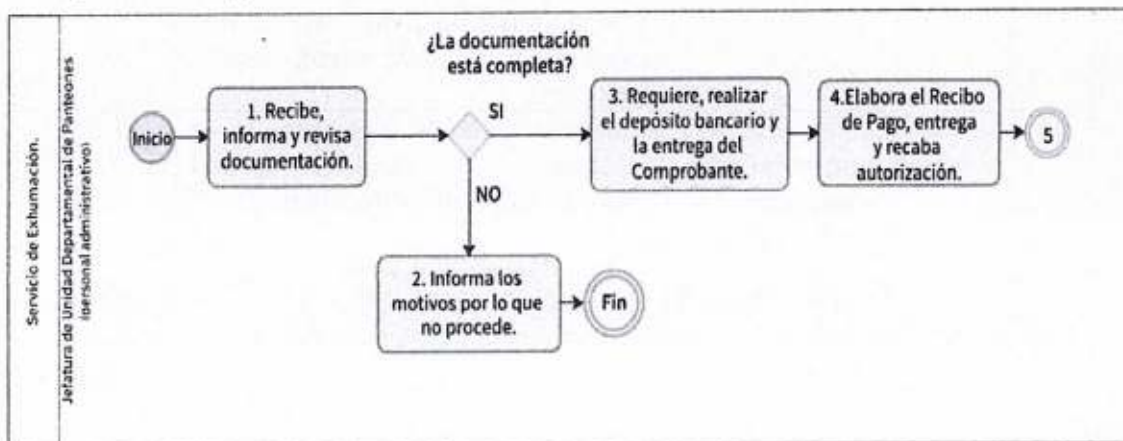 Servicio de Exhumación.
Jefatura de Unidad Departamental de Panteones
(personal administrativo)
Inicio
1. Recibe,
informa y revisa
documentación.
¿La documentación
está completa?
SI
NO
2. Informa los
motivos por lo que
no procede.
Fin
3. Requiere, realizar
el depósito bancario y
la entrega del
Comprobante.
4.Elabora el Recibo
de Pago, entrega
y recaba
autorización.
5